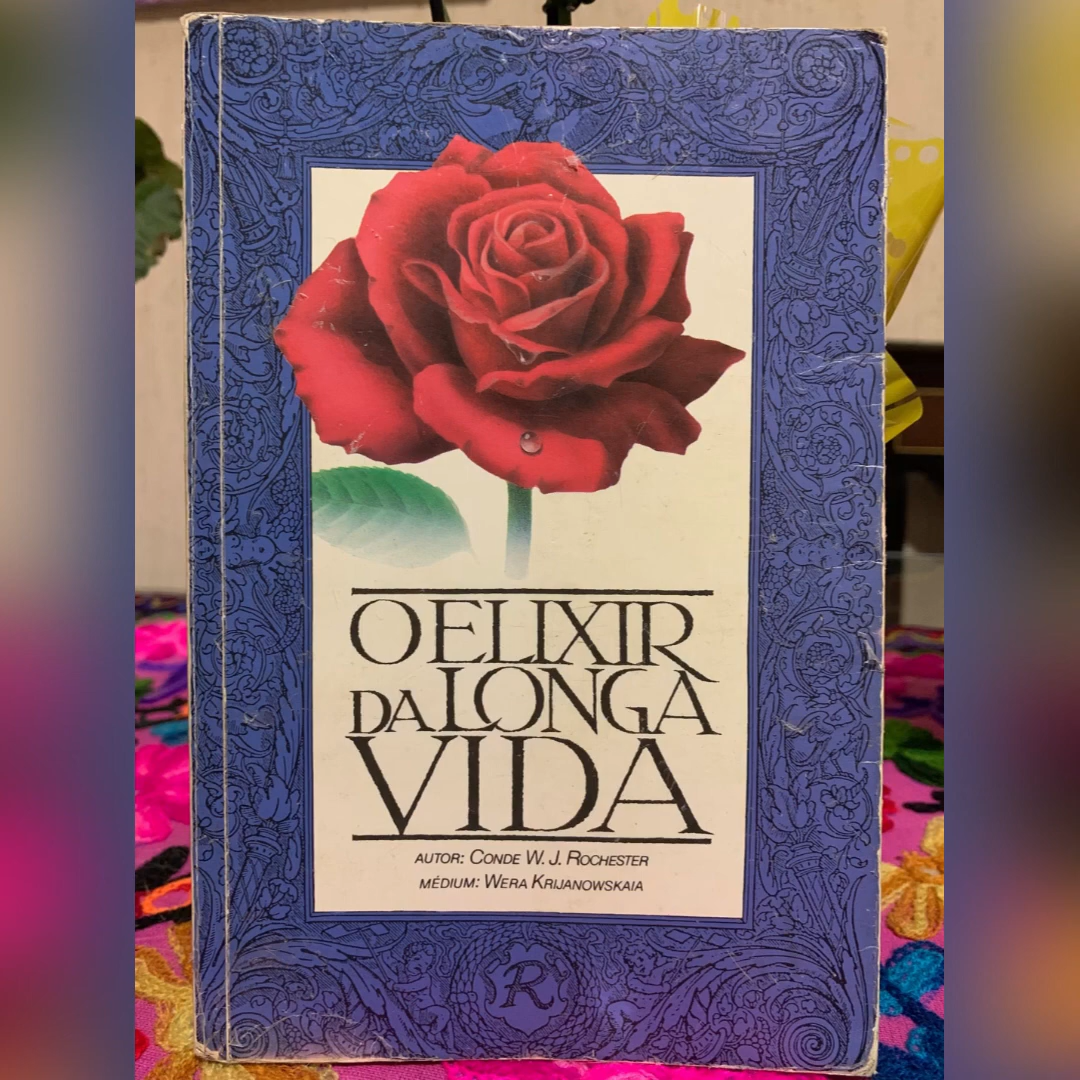 O ELIXIR
DA LONGA
VIDA
AUTOR: CONDE W. J. ROCHESTER
MÉDIUM: WERA KRIJANOWSKAIA
R